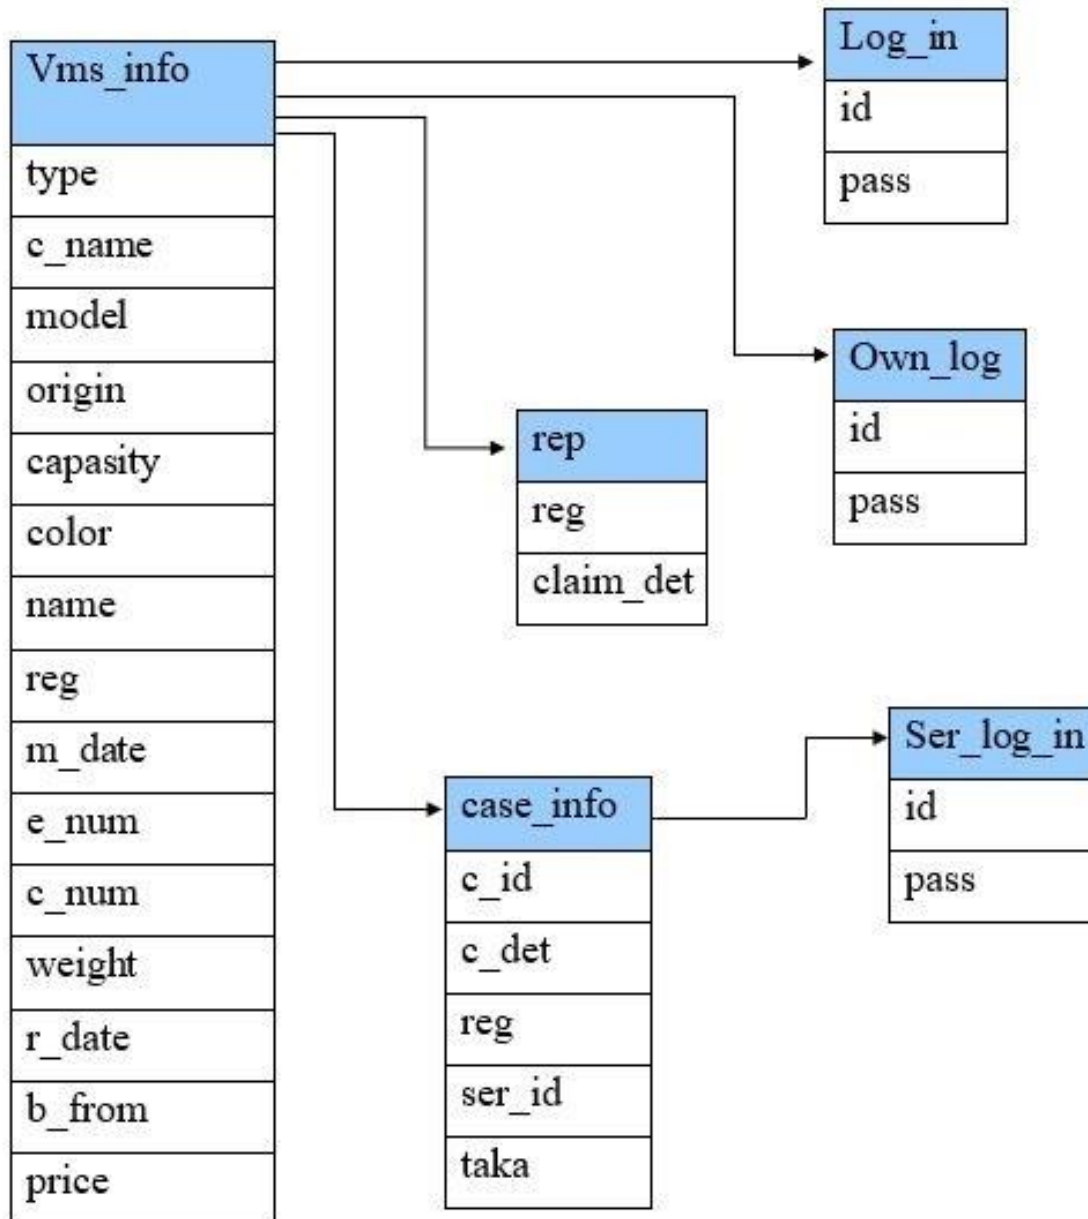 Vms_info
type
c_name
model
origin
capasity
color
name
reg
m_date
e_num
c_num
weight
r_date
b_from
price
Log_in
id
pass
Own_log
id
pass
rep
reg
claim_det
case_info
c_id
c_det
reg
ser_id
taka
Ser_log_in
id
pass